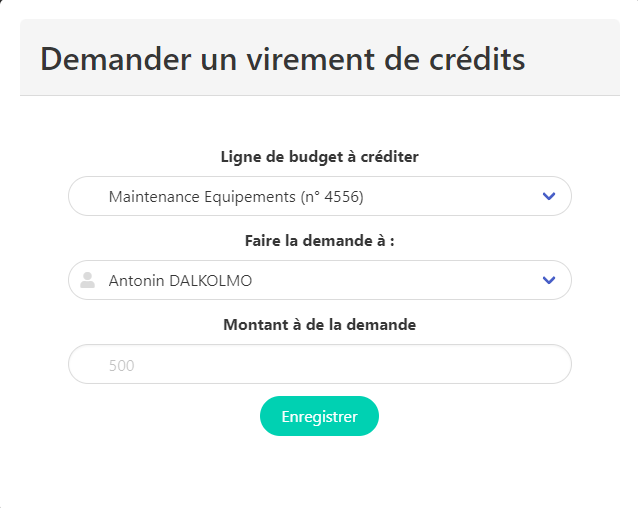 Demander un virement de crédits
Ligne de budget à créditer
Maintenance Equipements (n° 4556)
Faire la demande à :
Antonin DALKOLMO
Montant à de la demande
500
Enregistrer